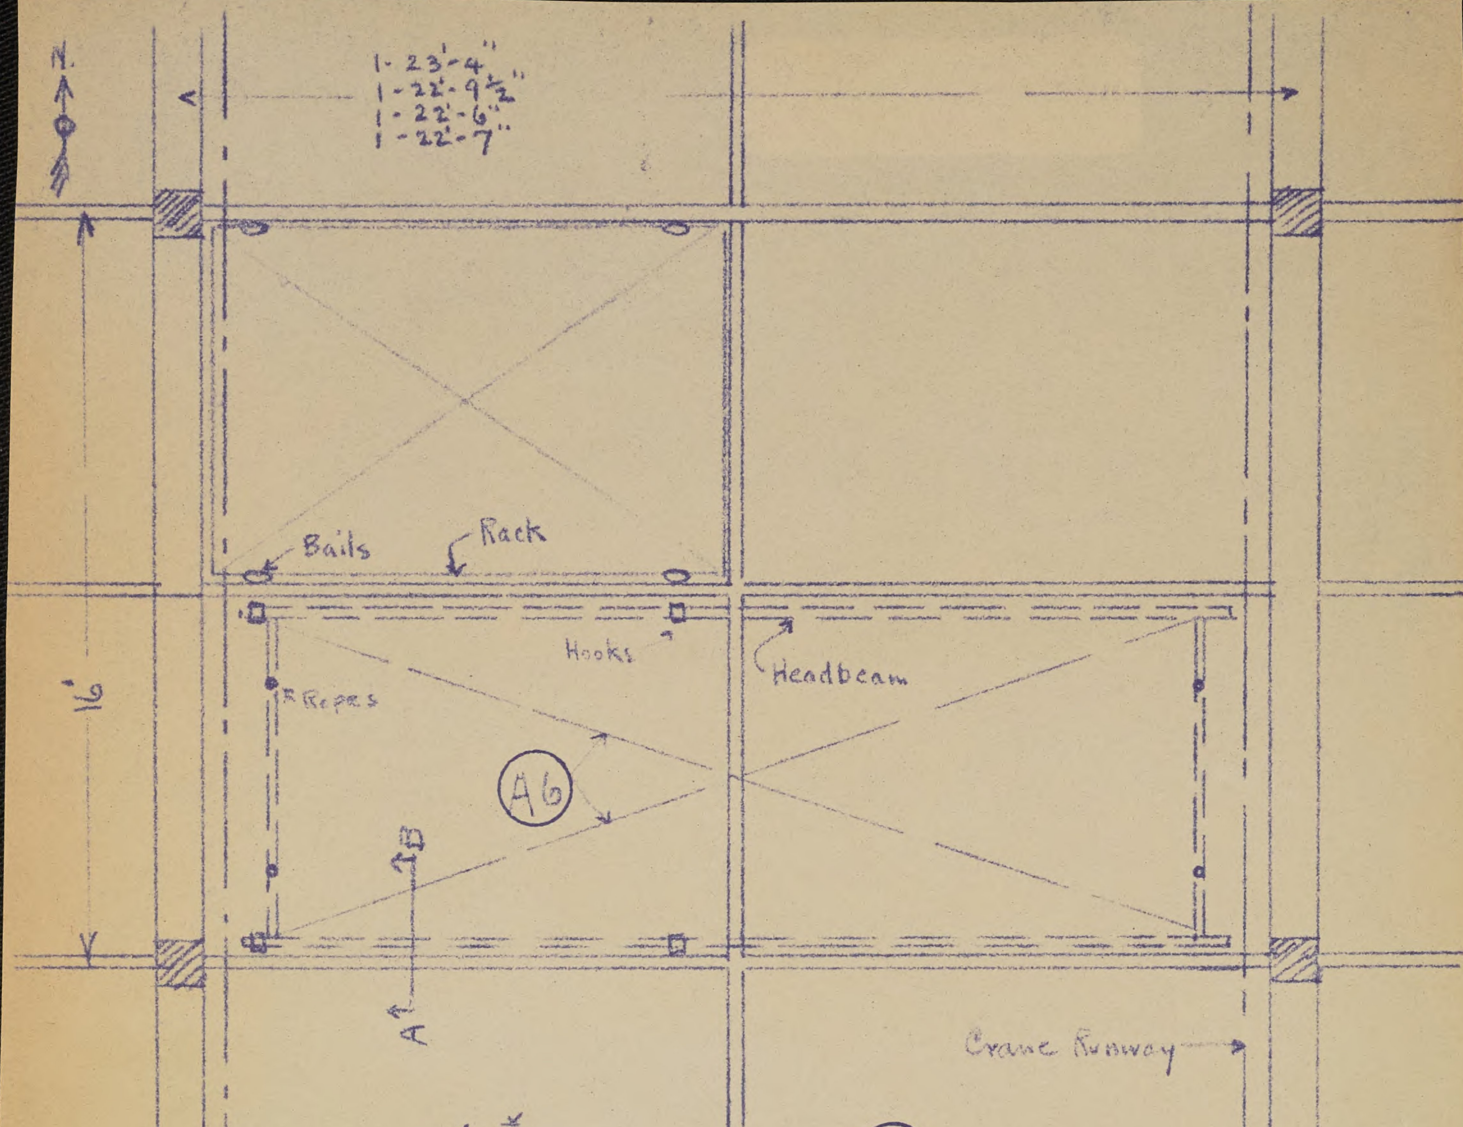 N.
1- 23'-4"
1-22'-9½"
1-22'-6"
1-22'-7"
Bails
Rack
Hooks
Headbeam
Ropes
16'
A6
B
A
Crane Runway